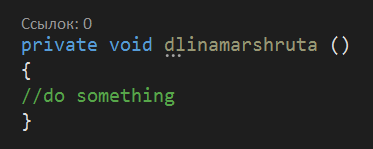 Ссылок: 0
private void dlinamarshruta ()
{
//do something
}